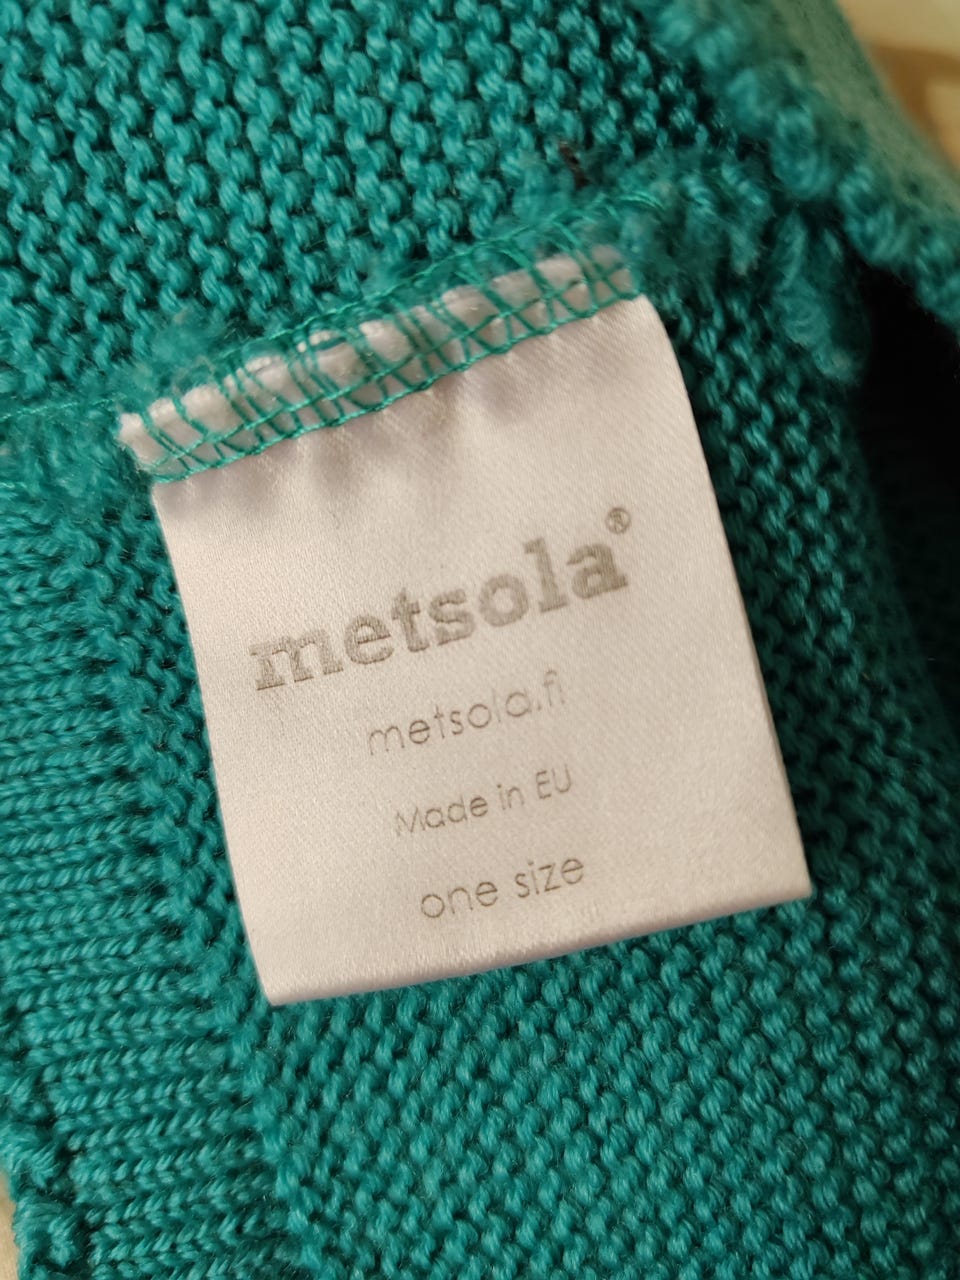 metsola®
metsola.fi
Made in EU
one size